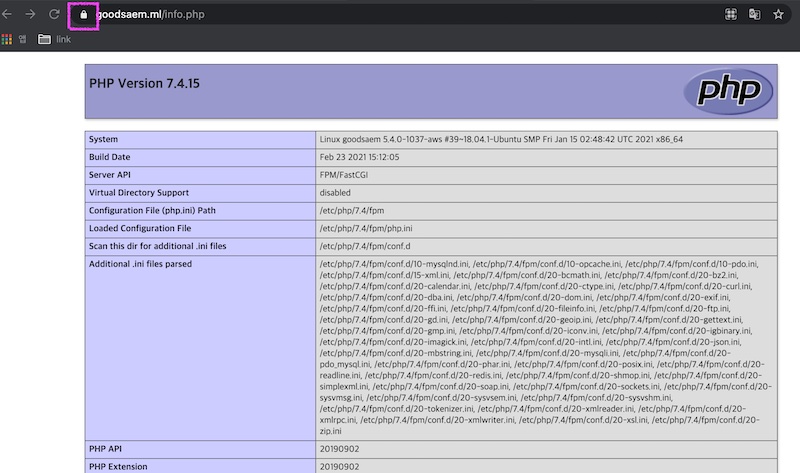 goodsaem.ml/info.php
앱
link
PHP Version 7.4.15
php
System
Linux goodsaem 5.4.0-1037-aws #39~18.04.1-Ubuntu SMP Fri Jan 15 02:48:42 UTC 2021 x86_64
Build Date
Feb 23 2021 15:12:05
Server API
FPM/FastCGI
Virtual Directory Support
disabled
Configuration File (php.ini) Path
/etc/php/7.4/fpm
Loaded Configuration File
/etc/php/7.4/fpm/php.ini
Scan this dir for additional .ini files
/etc/php/7.4/fpm/conf.d
Additional .ini files parsed
/etc/php/7.4/fpm/conf.d/10-mysqlnd.ini, /etc/php/7.4/fpm/conf.d/10-opcache.ini, /etc/php/7.4/fpm/conf.d/10-pdo.ini,
/etc/php/7.4/fpm/conf.d/15-xml.ini, /etc/php/7.4/fpm/conf.d/20-bcmath.ini, /etc/php/7.4/fpm/conf.d/20-bz2.ini,
/etc/php/7.4/fpm/conf.d/20-calendar.ini, /etc/php/7.4/fpm/conf.d/20-ctype.ini, /etc/php/7.4/fpm/conf.d/20-curl.ini,
/etc/php/7.4/fpm/conf.d/20-dba.ini, /etc/php/7.4/fpm/conf.d/20-dom.ini, /etc/php/7.4/fpm/conf.d/20-exif.ini,
/etc/php/7.4/fpm/conf.d/20-ffi.ini, /etc/php/7.4/fpm/conf.d/20-fileinfo.ini, /etc/php/7.4/fpm/conf.d/20-ftp.ini,
/etc/php/7.4/fpm/conf.d/20-gd.ini, /etc/php/7.4/fpm/conf.d/20-geoip.ini, /etc/php/7.4/fpm/conf.d/20-gettext.ini,
/etc/php/7.4/fpm/conf.d/20-gmp.ini, /etc/php/7.4/fpm/conf.d/20-iconv.ini, /etc/php/7.4/fpm/conf.d/20-igbinary.ini,
/etc/php/7.4/fpm/conf.d/20-imagick.ini, /etc/php/7.4/fpm/conf.d/20-intl.ini, /etc/php/7.4/fpm/conf.d/20-json.ini,
/etc/php/7.4/fpm/conf.d/20-mbstring.ini, /etc/php/7.4/fpm/conf.d/20-mysqli.ini, /etc/php/7.4/fpm/conf.d/20-
pdo_mysql.ini, /etc/php/7.4/fpm/conf.d/20-phar.ini, /etc/php/7.4/fpm/conf.d/20-posix.ini, /etc/php/7.4/fpm/conf.d/20-
readline.ini, /etc/php/7.4/fpm/conf.d/20-redis.ini, /etc/php/7.4/fpm/conf.d/20-shmop.ini, /etc/php/7.4/fpm/conf.d/20-
simplexml.ini, /etc/php/7.4/fpm/conf.d/20-soap.ini, /etc/php/7.4/fpm/conf.d/20-sockets.ini, /etc/php/7.4/fpm/conf.d/20-
sysvmsg.ini, /etc/php/7.4/fpm/conf.d/20-sysvsem.ini, /etc/php/7.4/fpm/conf.d/20-sysvshm.ini,
/etc/php/7.4/fpm/conf.d/20-tokenizer.ini, /etc/php/7.4/fpm/conf.d/20-xmlreader.ini, /etc/php/7.4/fpm/conf.d/20-
xmlrpc.ini, /etc/php/7.4/fpm/conf.d/20-xmlwriter.ini, /etc/php/7.4/fpm/conf.d/20-xsl.ini, /etc/php/7.4/fpm/conf.d/20-
zip.ini
PHP API
20190902
PHP Extension
20190902